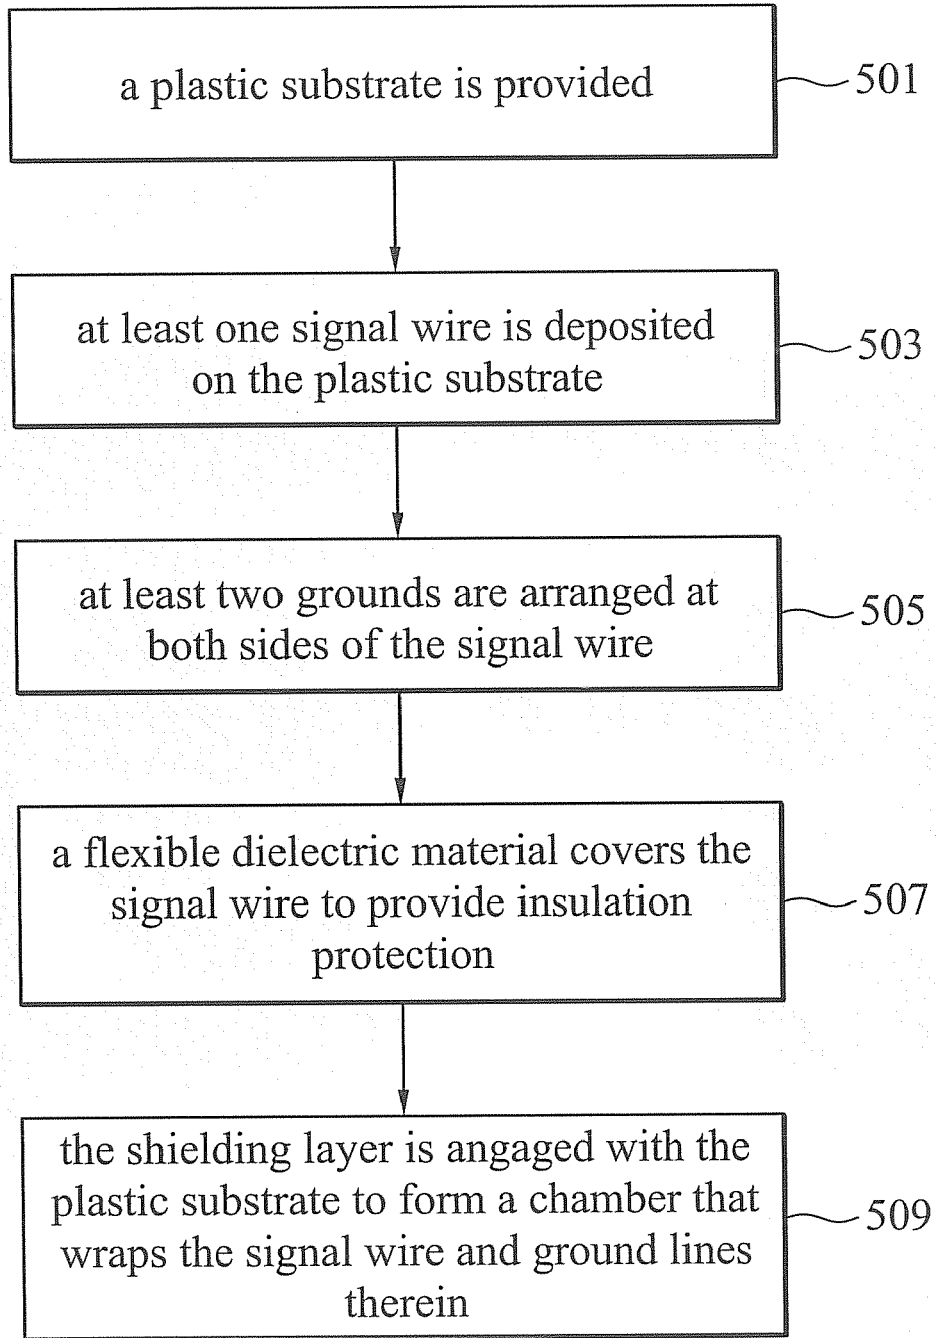 a plastic substrate is provided
501
at least one signal wire is deposited
on the plastic substrate
503
at least two grounds are arranged at
both sides of the signal wire
505
a flexible dielectric material covers the
signal wire to provide insulation
protection
507
the shielding layer is angaged with the
plastic substrate to form a chamber that
wraps the signal wire and ground lines
therein
509